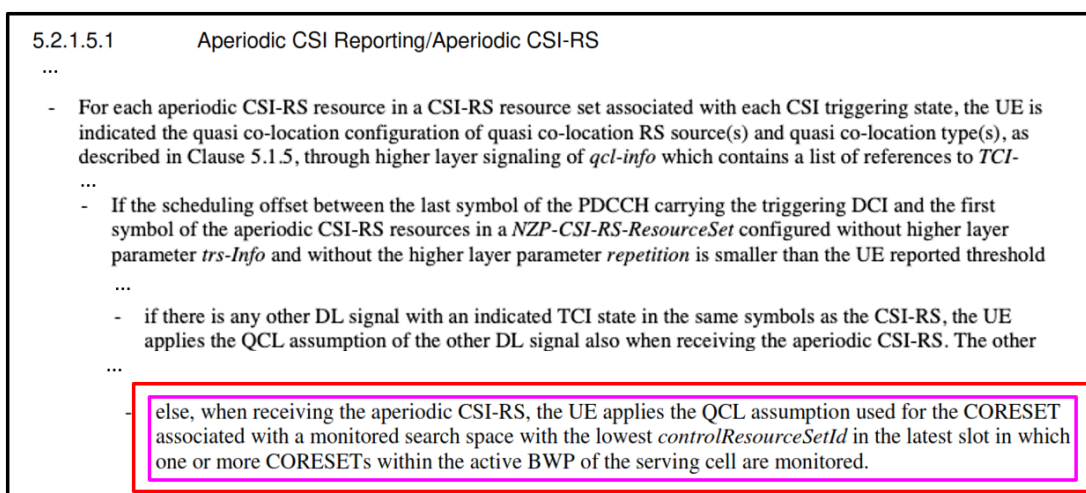 5.2.1.5.1 Aperiodic CSI Reporting/Aperiodic CSI-RS
...
- For each aperiodic CSI-RS resource in a CSI-RS resource set associated with each CSI triggering state, the UE is
indicated the quasi co-location configuration of quasi co-location RS source(s) and quasi co-location type(s), as
described in Clause 5.1.5, through higher layer signaling of qcl-info which contains a list of references to TCI-
...
- If the scheduling offset between the last symbol of the PDCCH carrying the triggering DCI and the first
symbol of the aperiodic CSI-RS resources in a NZP-CSI-RS-ResourceSet configured without higher layer
parameter trs-Info and without the higher layer parameter repetition is smaller than the UE reported threshold
...
- if there is any other DL signal with an indicated TCI state in the same symbols as the CSI-RS, the UE
applies the QCL assumption of the other DL signal also when receiving the aperiodic CSI-RS. The other
...
- else, when receiving the aperiodic CSI-RS, the UE applies the QCL assumption used for the CORESET
associated with a monitored search space with the lowest controlResourceSetId in the latest slot in which
one or more CORESETs within the active BWP of the serving cell are monitored.